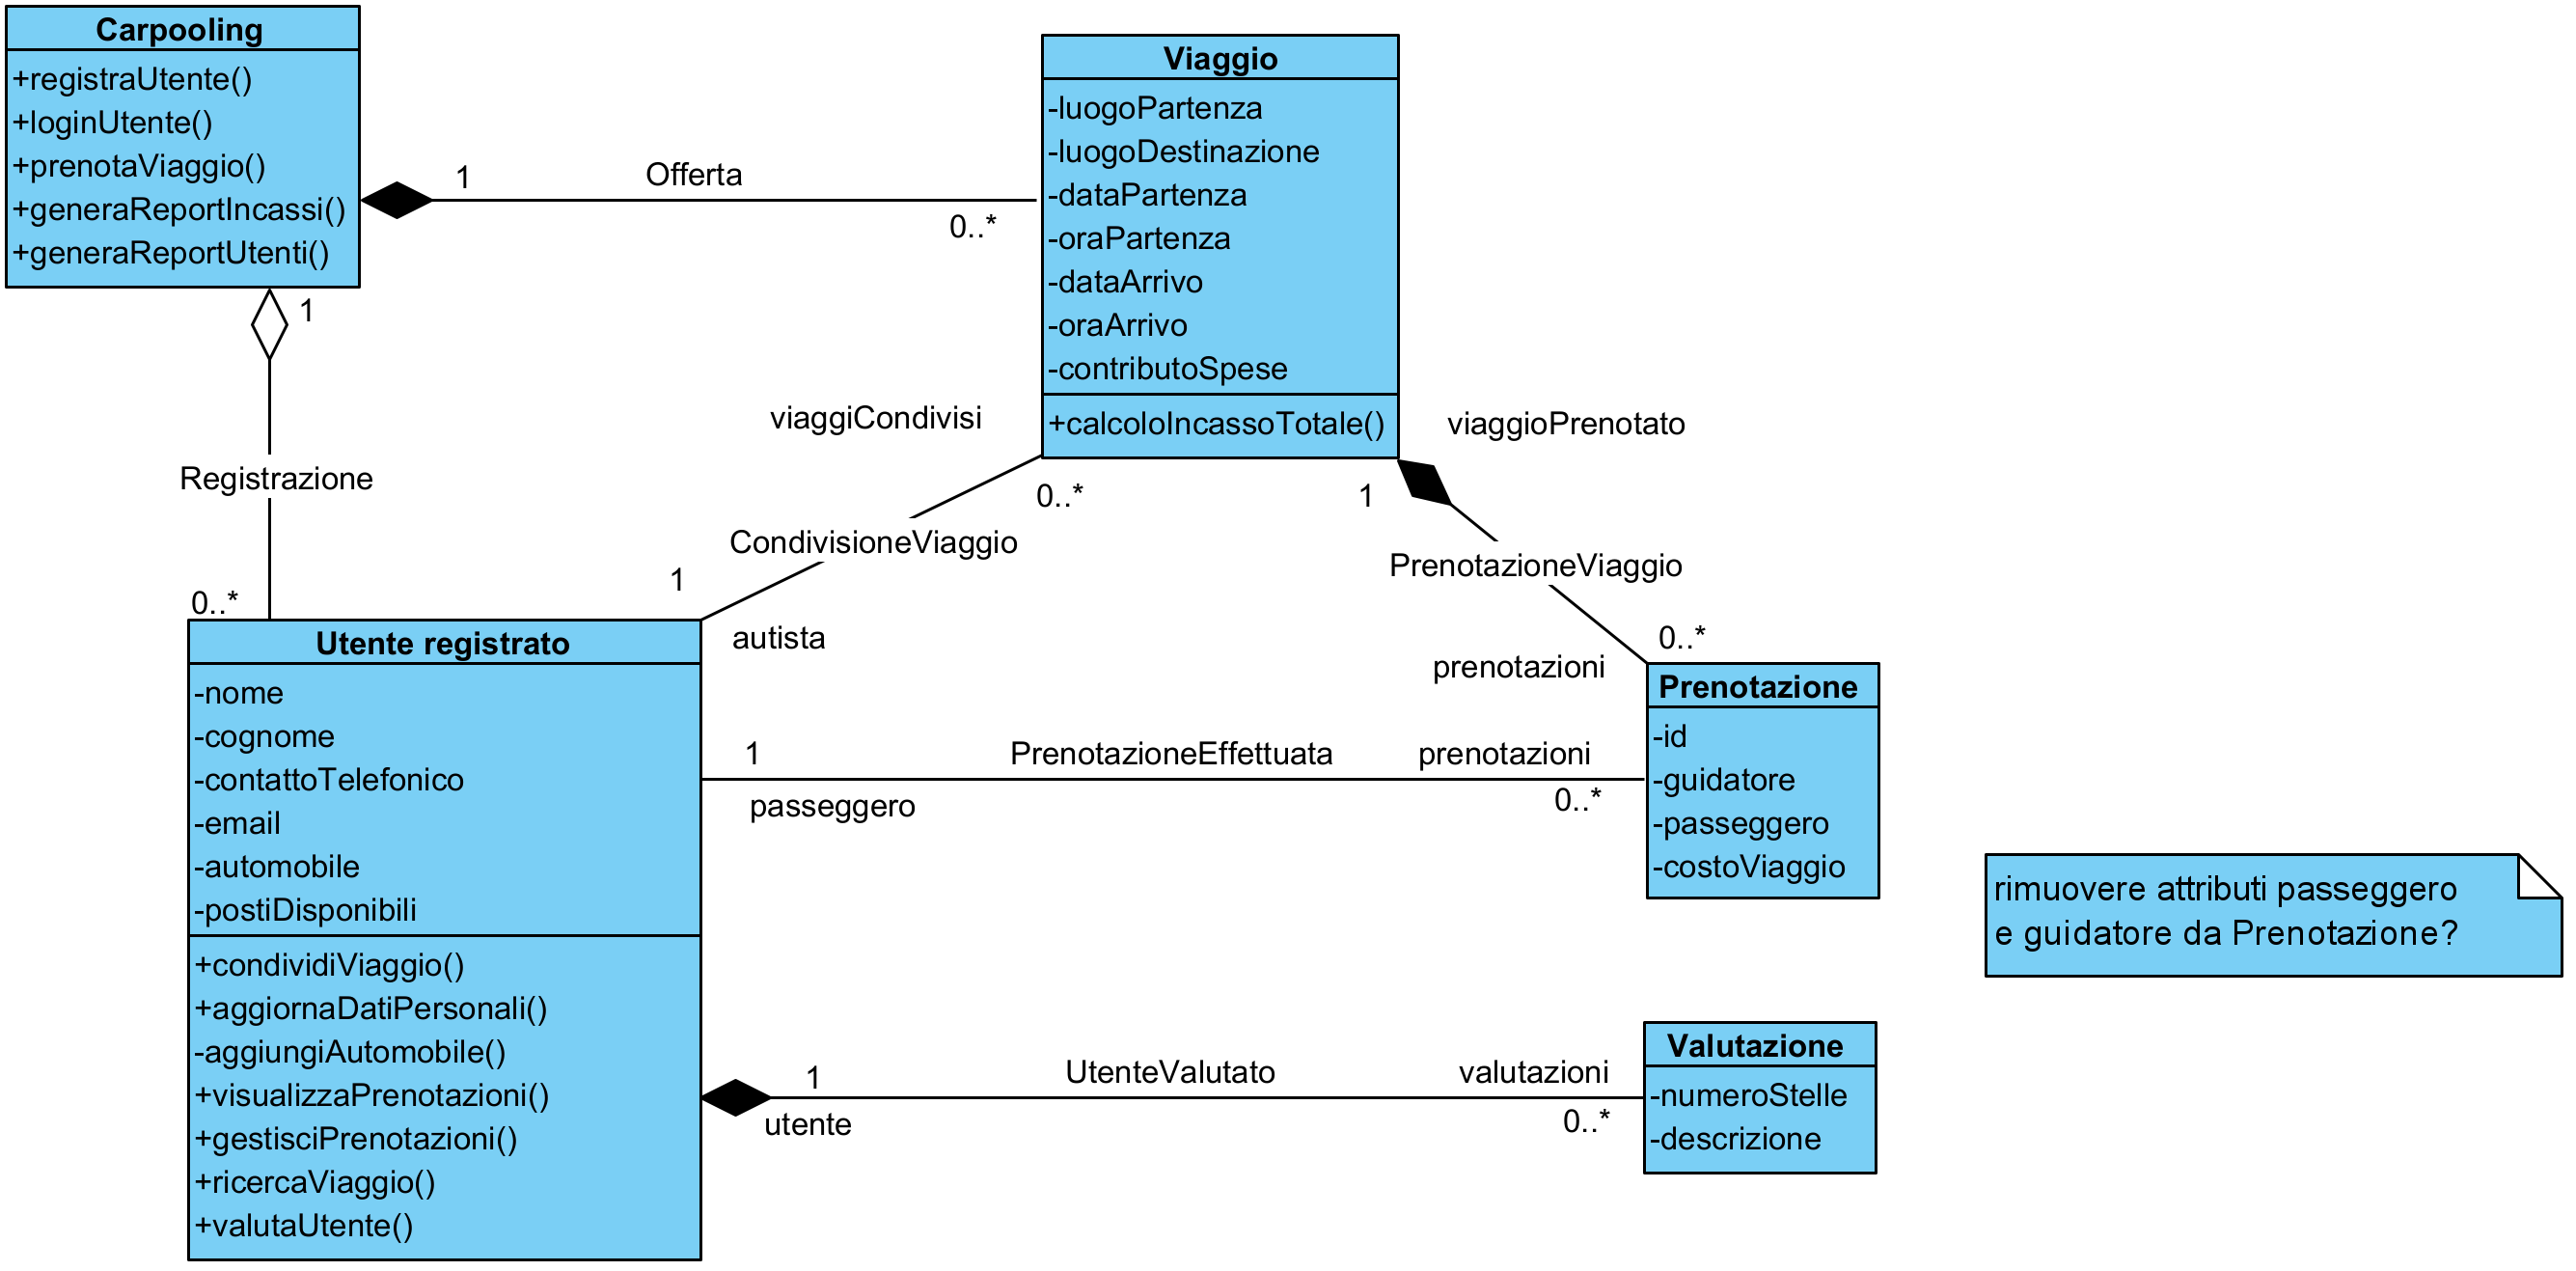 Carpooling
+registraUtente()
+loginUtente()
+prenotaViaggio()
+generaReportIncassi()
+generaReportUtenti()
1
Offerta
0..*
Viaggio
-luogoPartenza
-luogoDestinazione
-dataPartenza
-oraPartenza
-dataArrivo
-oraArrivo
-contributoSpese
+calcoloIncassoTotale()
1
Registrazione
0..*
viaggiCondivisi
0..*
CondivisioneViaggio
1
autista
viaggioPrenotato
1
PrenotazioneViaggio
0..*
prenotazioni
Utente registrato
-nome
-cognome
-contattoTelefonico
-email
-automobile
-postiDisponibili
+condividiViaggio()
+aggiornaDatiPersonali()
-aggiungiAutomobile()
+visualizzaPrenotazioni()
+gestisciPrenotazioni()
+ricercaViaggio()
+valutaUtente()
1
PrenotazioneEffettuata
prenotazioni
passeggero
0..*
Prenotazione
-id
-guidatore
-passeggero
-costoViaggio
rimuovere attributi passeggero
e guidatore da Prenotazione?
1
UtenteValutato
valutazioni
utente
0..*
Valutazione
-numeroStelle
-descrizione